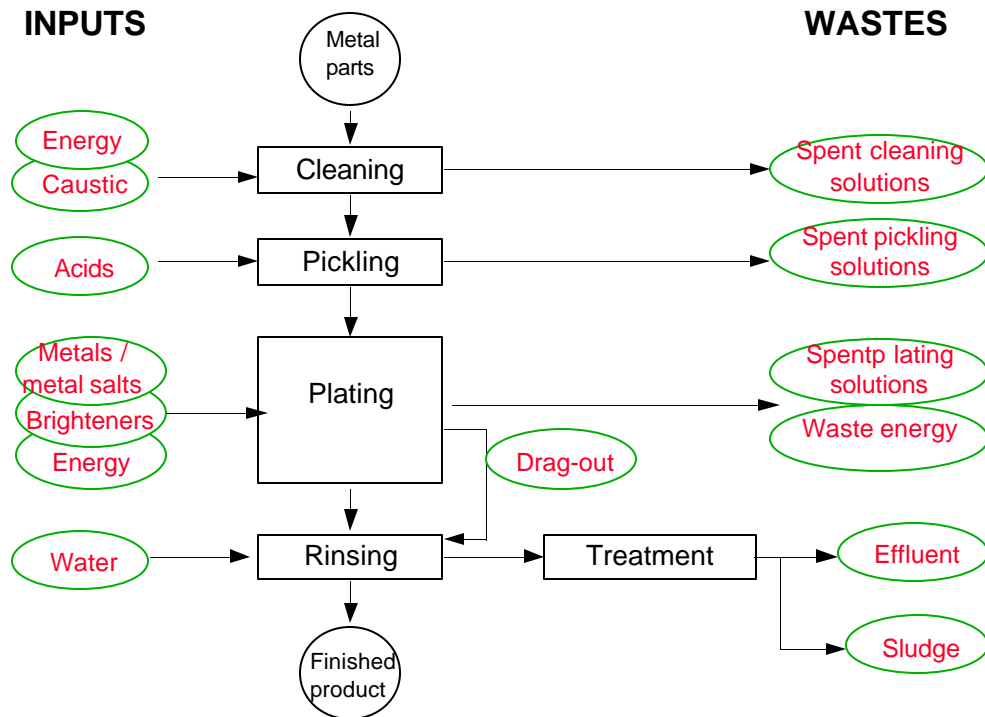 INPUTS
WASTES
Metal
parts
Energy
Caustic
Cleaning
Spent cleaning
solutions
Acids
Pickling
Spent pickling
solutions
Metals /
metal salts
Brighteners
Energy
Plating
Spentp lating
solutions
Waste energy
Drag-out
Water
Rinsing
Treatment
Effluent
Sludge
Finished
product